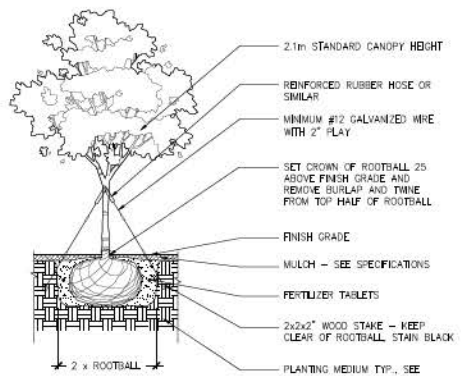 2.1m STANDARD CANOPY HEIGHT
REINFORCED RUBBER HOSE OR
SIMILAR
MINIMUM #12 GALVANIZED WIRE
WITH 2" PLAY
SET CROWN OF ROOTBALL 25
ABOVE FINISH GRADE AND
REMOVE BURLAP AND TWINE
FROM TOP HALF OF ROOTBALL
FINISH GRADE
MULCH - SEE SPECIFICATIONS
FERTILIZER TABLETS
2x2x2" WOOD STAKE - KEEP
CLEAR OF ROOTBALL, STAIN BLACK
2 x ROOTBALL
PLANTING MEDIUM TYP., SEE